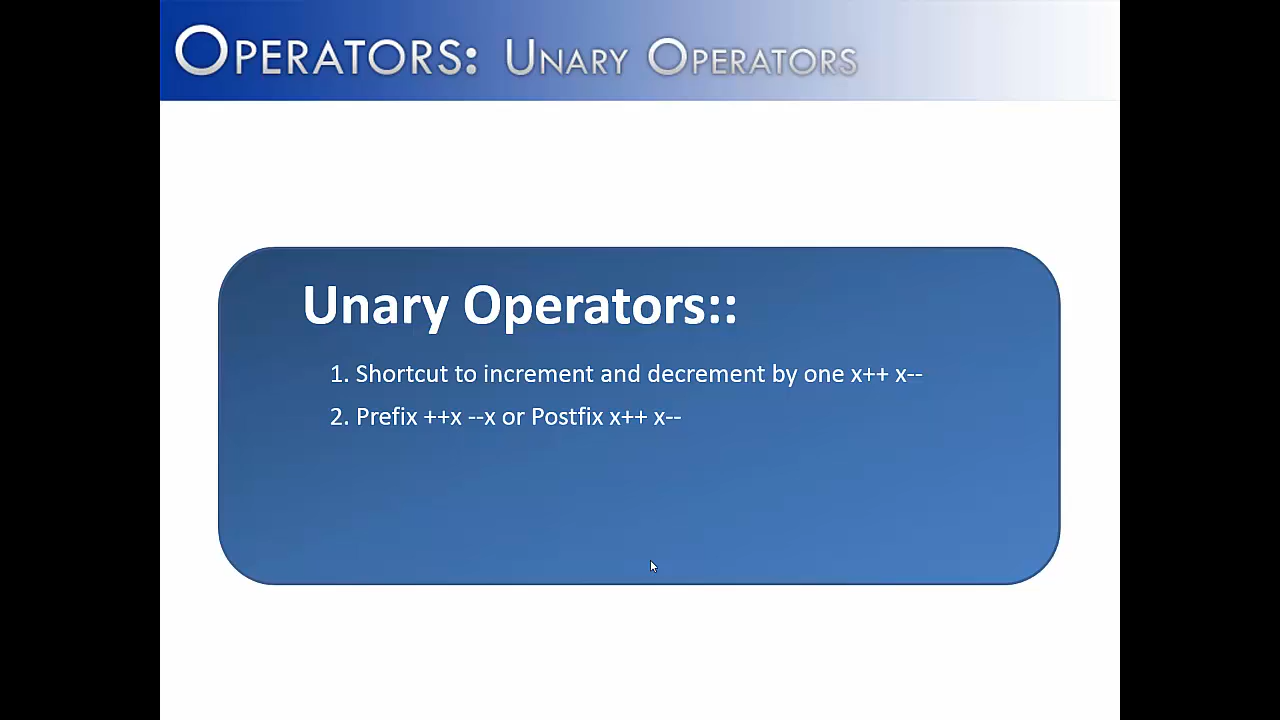 Operators: Unary Operators
Unary Operators::
1. Shortcut to increment and decrement by one x++ x--
2. Prefix ++x --x or Postfix x++ x--